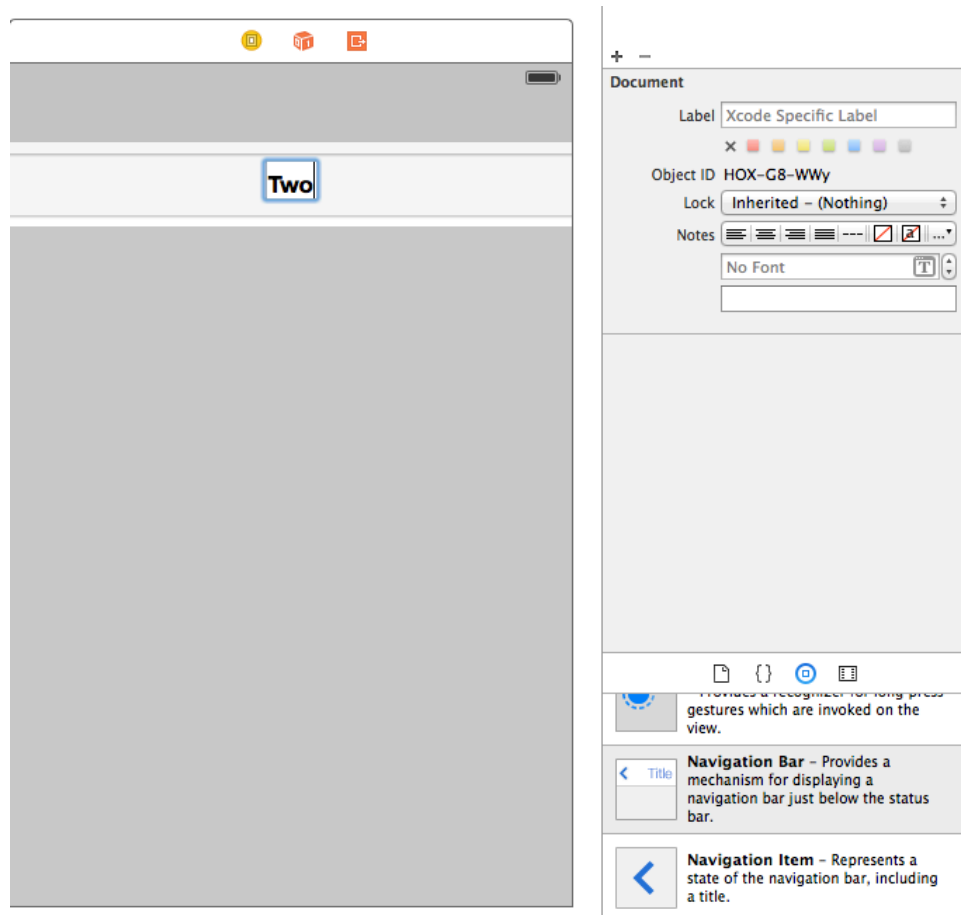 Two
+ −
Document
Label Xcode Specific Label
Object ID HOX-G8-WWy
Lock Inherited – (Nothing)
Notes
No Font T
gestures which are invoked on the
view.
Title
Navigation Bar – Provides a
mechanism for displaying a
navigation bar just below the status
bar.
Navigation Item – Represents a
state of the navigation bar, including
a title.